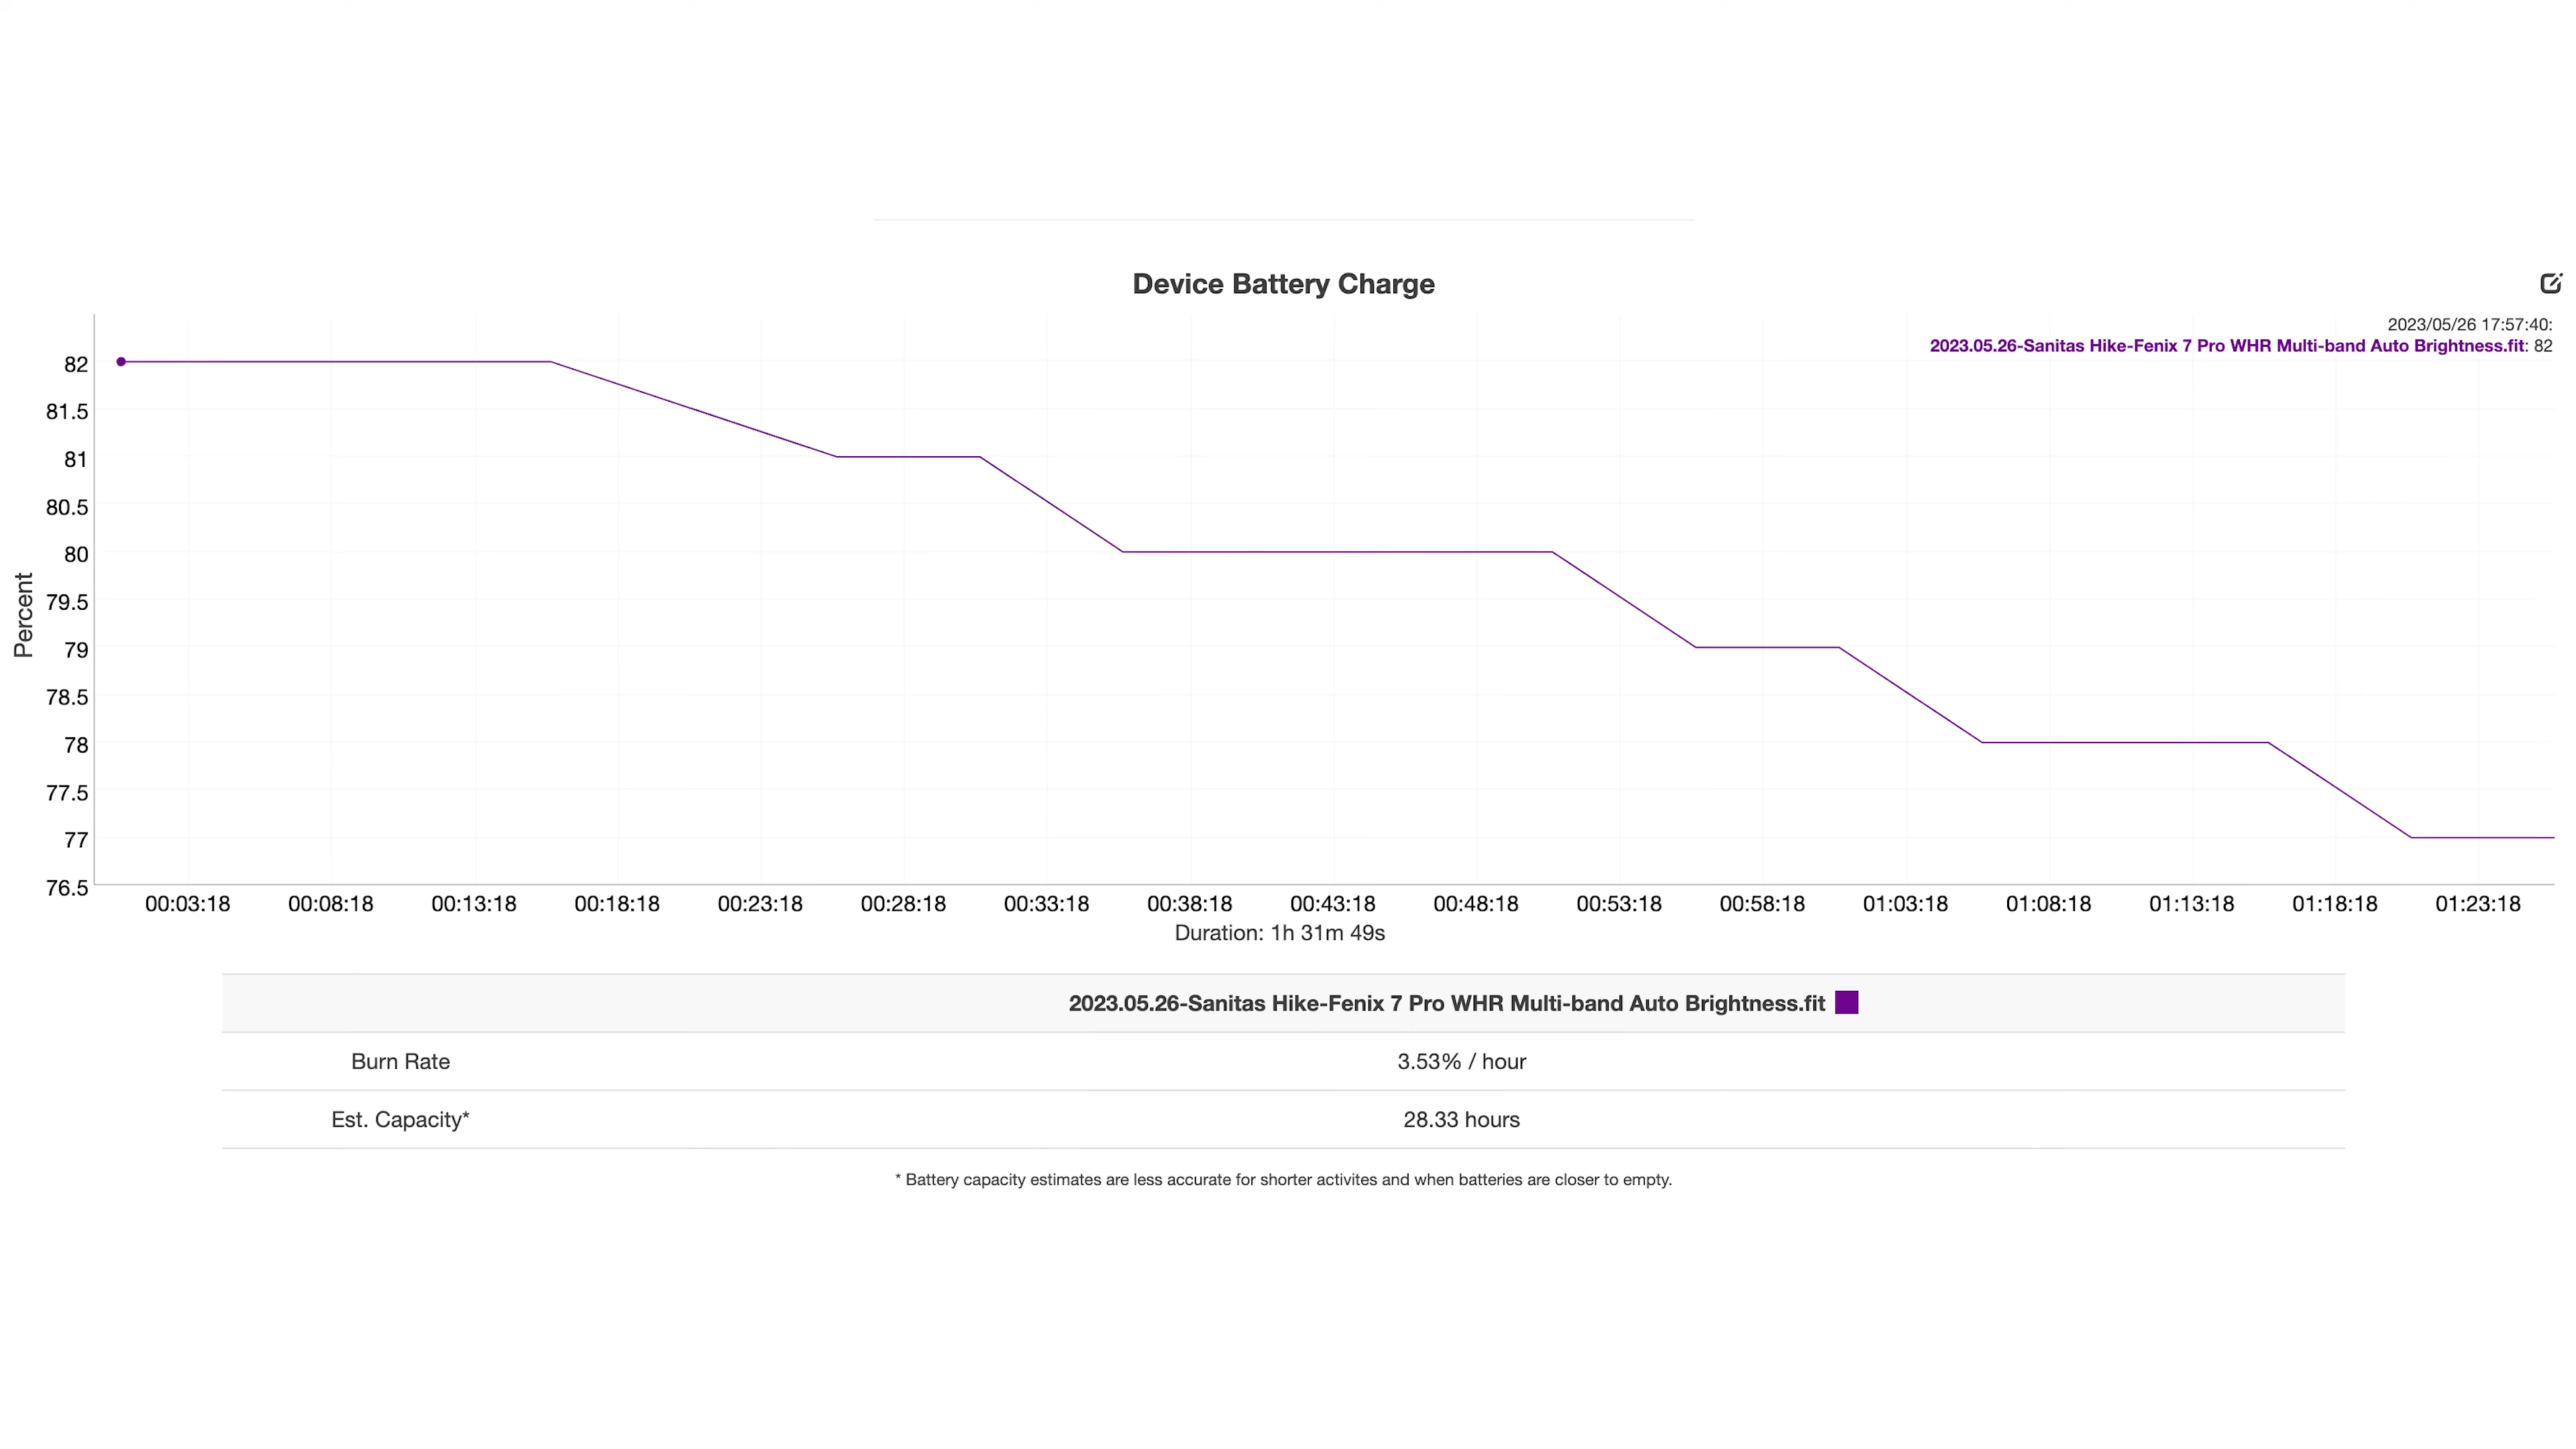 Device Battery Charge
2023/05/26 17:57:40:
2023.05.26-Sanitas Hike-Fenix 7 Pro WHR Multi-band Auto Brightness.fit: 82
82
81.5
81
80.5
80
79.5
79
78.5
78
77.5
77
76.5
Percent
00:03:18 00:08:18 00:13:18 00:18:18 00:23:18 00:28:18 00:33:18 00:38:18 00:43:18 00:48:18 00:53:18 00:58:18 01:03:18 01:08:18 01:13:18 01:18:18 01:23:18
Duration: 1h 31m 49s
2023.05.26-Sanitas Hike-Fenix 7 Pro WHR Multi-band Auto Brightness.fit
Burn Rate 3.53% / hour
Est. Capacity* 28.33 hours
* Battery capacity estimates are less accurate for shorter activites and when batteries are closer to empty.